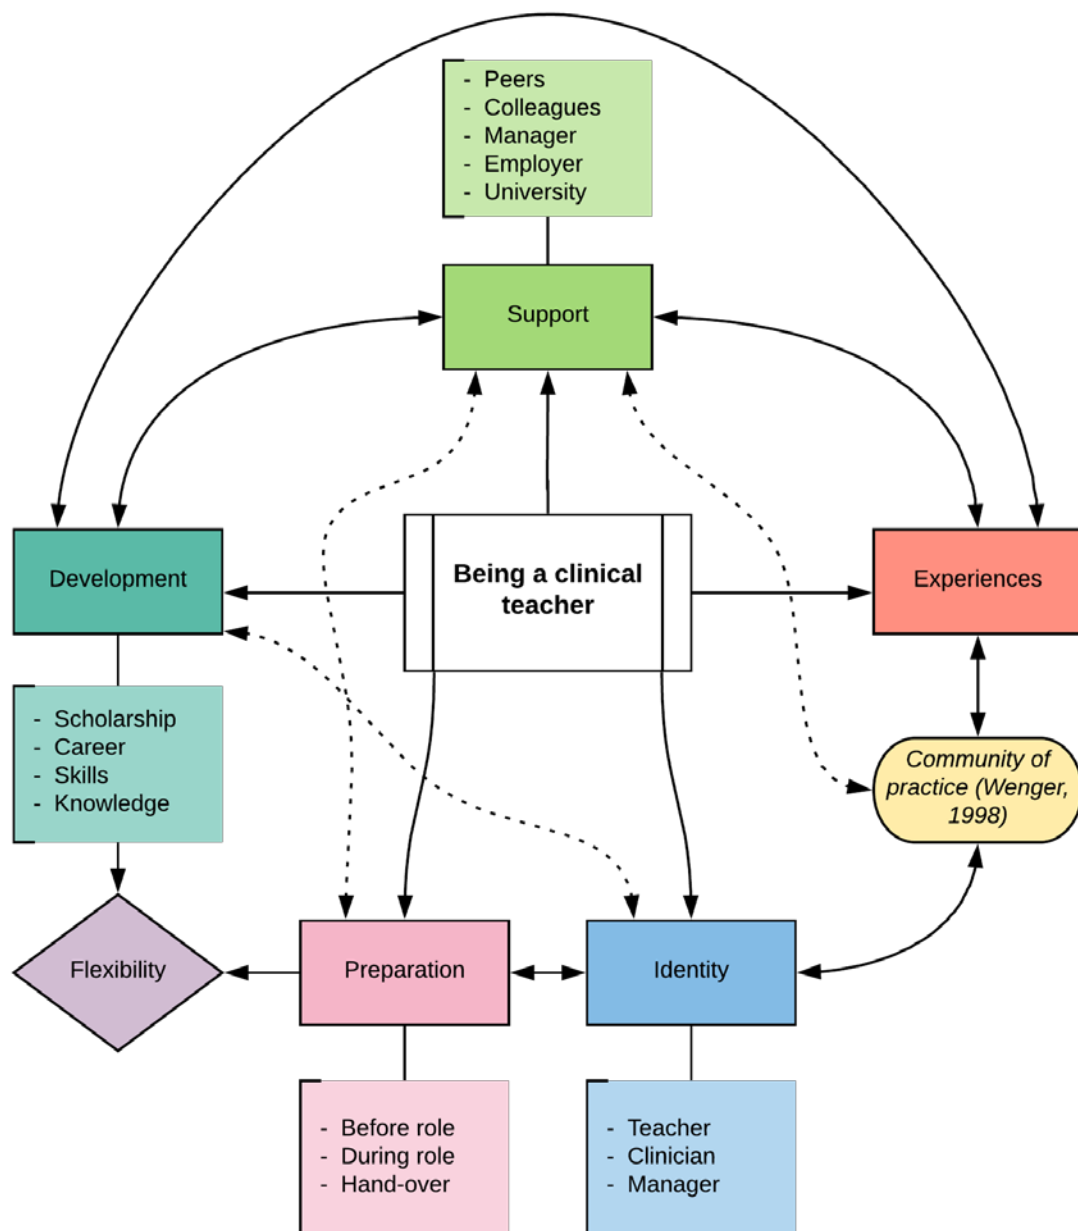 - Peers
- Colleagues
- Manager
- Employer
- University
Support
Development
Being a clinical
teacher
Experiences
- Scholarship
- Career
- Skills
- Knowledge
Community of
practice (Wenger,
1998)
Flexibility
Preparation
Identity
- Before role
- During role
- Hand-over
- Teacher
- Clinician
- Manager